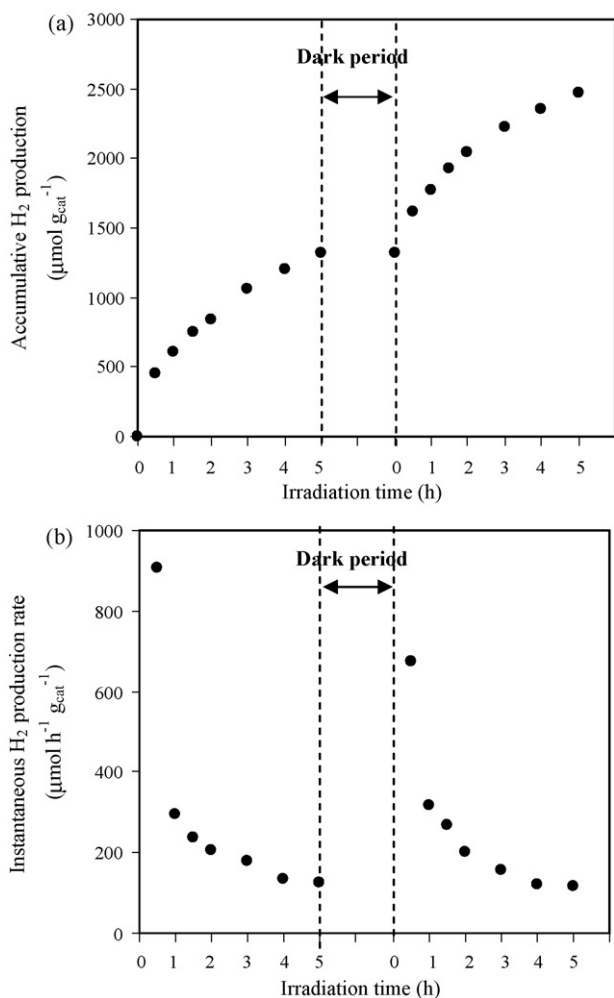 (a)
3000
2500
2000
1500
1000
500
0
Accumulative H₂ production
(μmol g_cat⁻¹)
Dark period
0 1 2 3 4 5 0 1 2 3 4 5
Irradiation time (h)
(b)
1000
800
600
400
200
0
Instantaneous H₂ production rate
(μmol h⁻¹ g_cat⁻¹)
Dark period
0 1 2 3 4 5 0 1 2 3 4 5
Irradiation time (h)